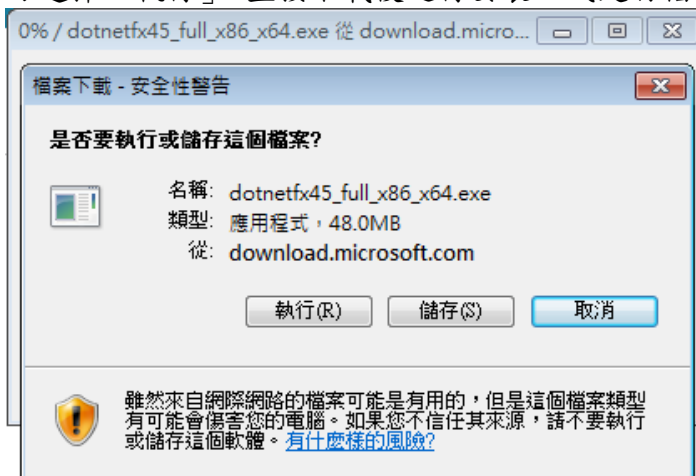 0% / dotnetfx45_full_x86_x64.exe 從 download.micro...
檔案下載 - 安全性警告
是否要執行或儲存這個檔案?
名稱: dotnetfx45_full_x86_x64.exe
類型: 應用程式，48.0MB
從: download.microsoft.com
執行(R) 儲存(S) 取消
雖然來自網際網路的檔案可能是有用的，但是這個檔案類型
有可能會傷害您的電腦。如果您不信任其來源，請不要執行
或儲存這個軟體。有什麼樣的風險?